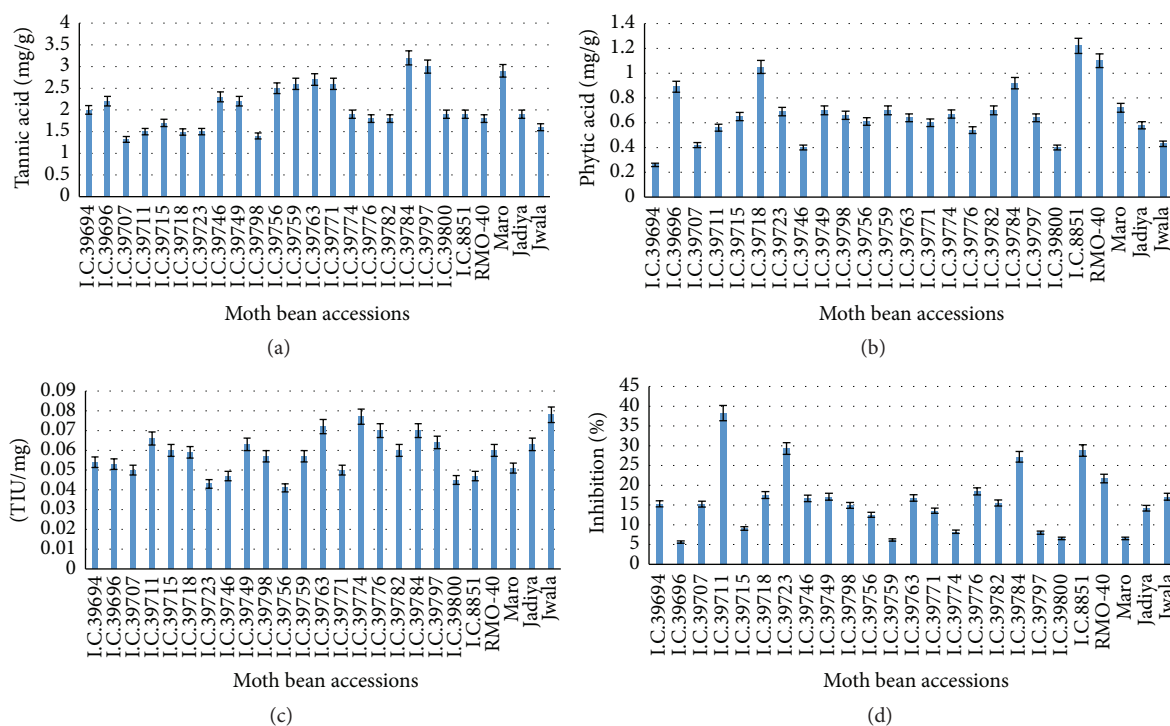 Tannic acid (mg/g)
4
3.5
3
2.5
2
1.5
1
0.5
0
I.C.39694
I.C.39696
I.C.39707
I.C.39711
I.C.39715
I.C.39718
I.C.39723
I.C.39746
I.C.39749
I.C.39798
I.C.39756
I.C.39759
I.C.39763
I.C.39771
I.C.39774
I.C.39776
I.C.39782
I.C.39784
I.C.39797
I.C.39800
I.C.8851
RMO-40
Maro
Jadiya
Jwala
Moth bean accessions
(a)
Phytic acid (mg/g)
1.4
1.2
1
0.8
0.6
0.4
0.2
0
I.C.39694
I.C.39696
I.C.39707
I.C.39711
I.C.39715
I.C.39718
I.C.39723
I.C.39746
I.C.39749
I.C.39798
I.C.39756
I.C.39759
I.C.39763
I.C.39771
I.C.39774
I.C.39776
I.C.39782
I.C.39784
I.C.39797
I.C.39800
I.C.8851
RMO-40
Maro
Jadiya
Jwala
Moth bean accessions
(b)
(TIU/mg)
0.09
0.08
0.07
0.06
0.05
0.04
0.03
0.02
0.01
0
I.C.39694
I.C.39696
I.C.39707
I.C.39711
I.C.39715
I.C.39718
I.C.39723
I.C.39746
I.C.39749
I.C.39798
I.C.39756
I.C.39759
I.C.39763
I.C.39771
I.C.39774
I.C.39776
I.C.39782
I.C.39784
I.C.39797
I.C.39800
I.C.8851
RMO-40
Maro
Jadiya
Jwala
Moth bean accessions
(c)
Inhibition (%)
45
40
35
30
25
20
15
10
5
0
I.C.39694
I.C.39696
I.C.39707
I.C.39711
I.C.39715
I.C.39718
I.C.39723
I.C.39746
I.C.39749
I.C.39798
I.C.39756
I.C.39759
I.C.39763
I.C.39771
I.C.39774
I.C.39776
I.C.39782
I.C.39784
I.C.39797
I.C.39800
I.C.8851
RMO-40
Maro
Jadiya
Jwala
Moth bean accessions
(d)